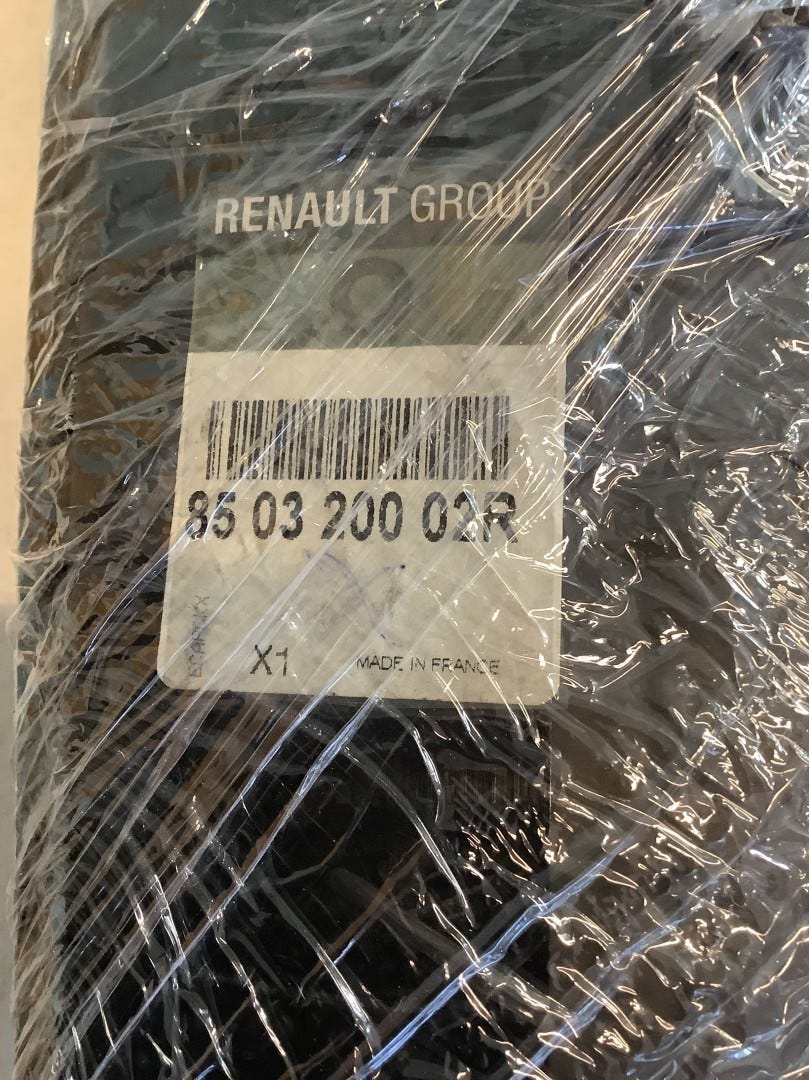 RENAULT GROUP
85 03 200 02R
X1
MADE IN FRANCE